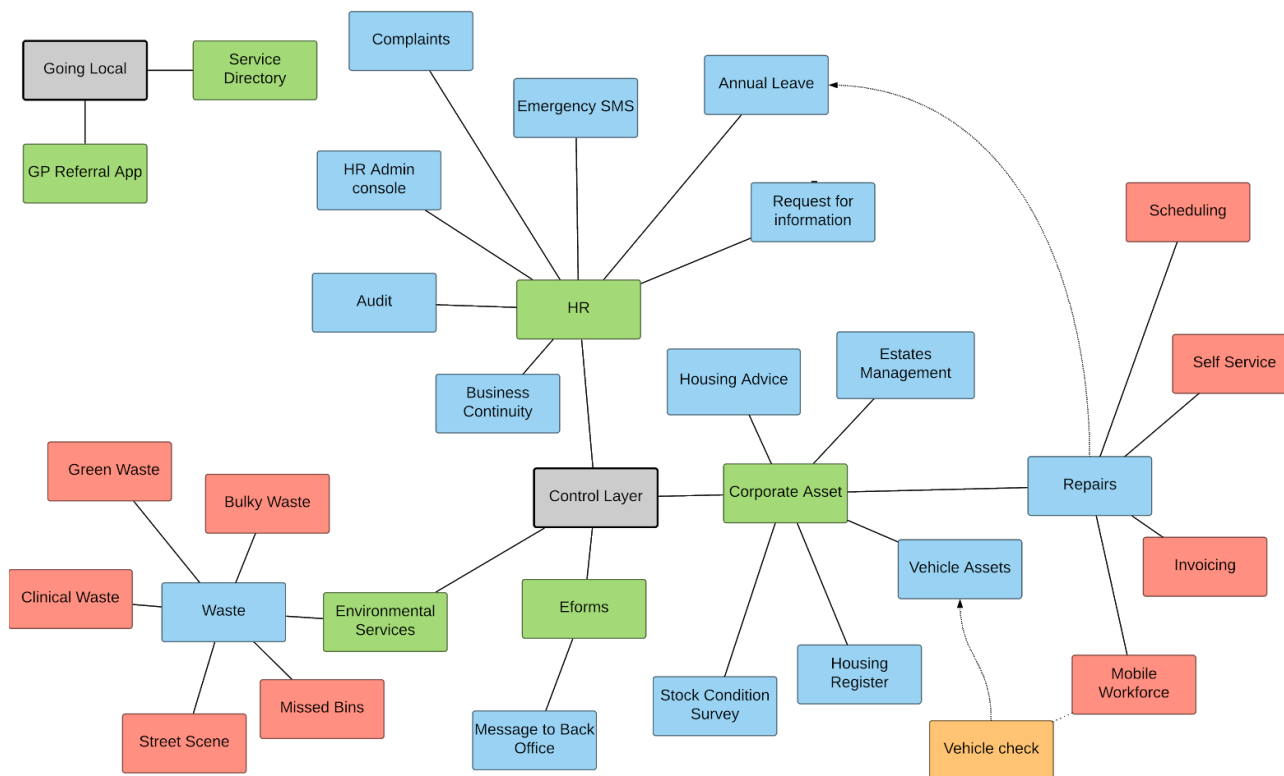 Going Local
Service
Directory
GP Referral App
Complaints
Emergency SMS
Annual Leave
HR Admin
console
Request for
information
Audit
HR
Business
Continuity
Scheduling
Self Service
Housing Advice
Estates
Management
Control Layer
Corporate Asset
Repairs
Invoicing
Vehicle Assets
Green Waste
Bulky Waste
Clinical Waste
Waste
Environmental
Services
Eforms
Missed Bins
Street Scene
Message to Back
Office
Stock Condition
Survey
Housing
Register
Mobile
Workforce
Vehicle check